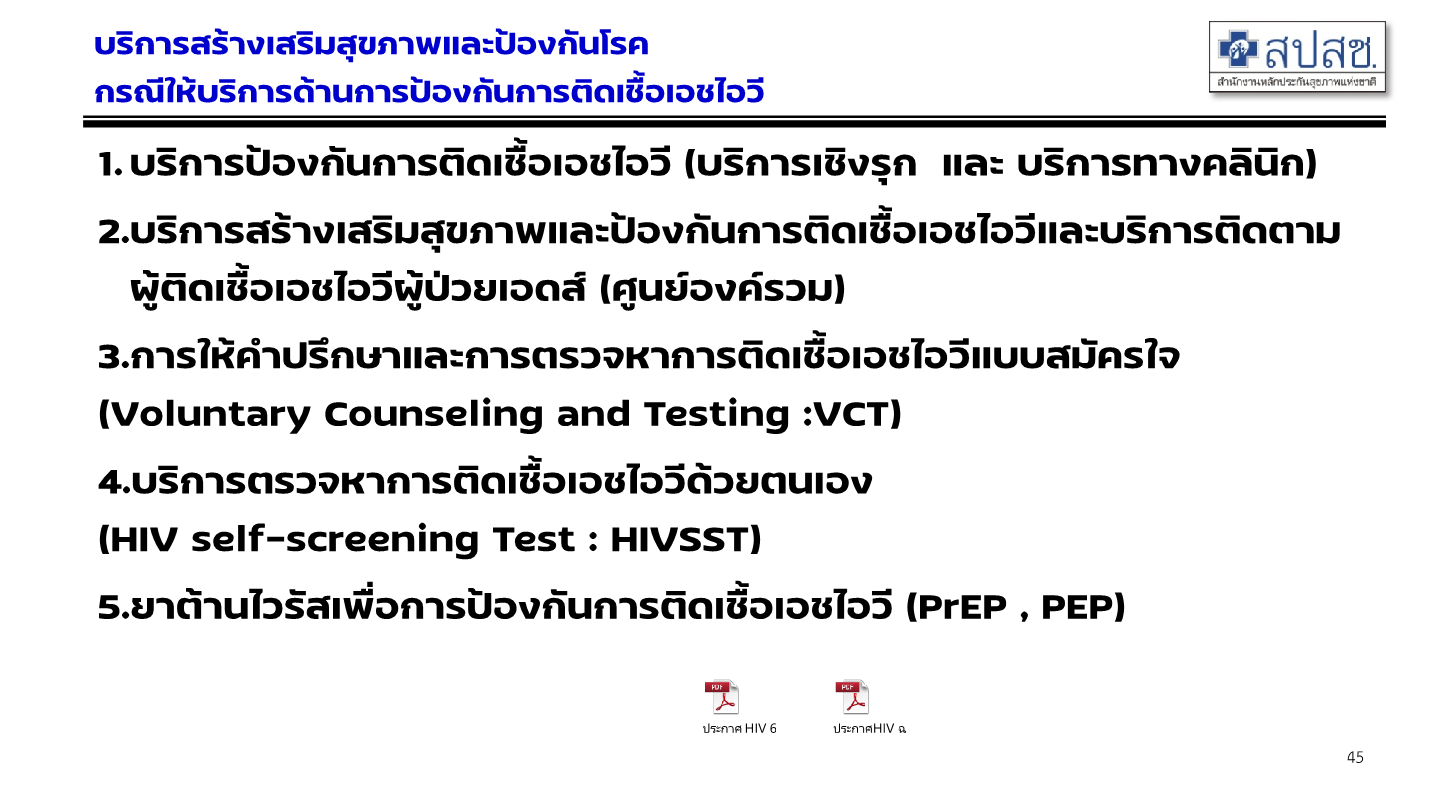 บริการสร้างเสริมสุขภาพและป้องกันโรค
กรณีให้บริการด้านการป้องกันการติดเชื้อเอชไอวี
สปสช.
สำนักงานหลักประกันสุขภาพแห่งชาติ
1. บริการป้องกันการติดเชื้อเอชไอวี (บริการเชิงรุก และ บริการทางคลินิก)
2.บริการสร้างเสริมสุขภาพและป้องกันการติดเชื้อเอชไอวีและบริการติดตาม
ผู้ติดเชื้อเอชไอวีผู้ป่วยเอดส์ (ศูนย์องค์รวม)
3.การให้คำปรึกษาและการตรวจหาการติดเชื้อเอชไอวีแบบสมัครใจ
(Voluntary Counseling and Testing :VCT)
4.บริการตรวจหาการติดเชื้อเอชไอวีด้วยตนเอง
(HIV self-screening Test : HIVSST)
5.ยาต้านไวรัสเพื่อการป้องกันการติดเชื้อเอชไอวี (PrEP , PEP)
PDF PDF
ประกาศ HIV 6 ประกาศHIV ฉ
45